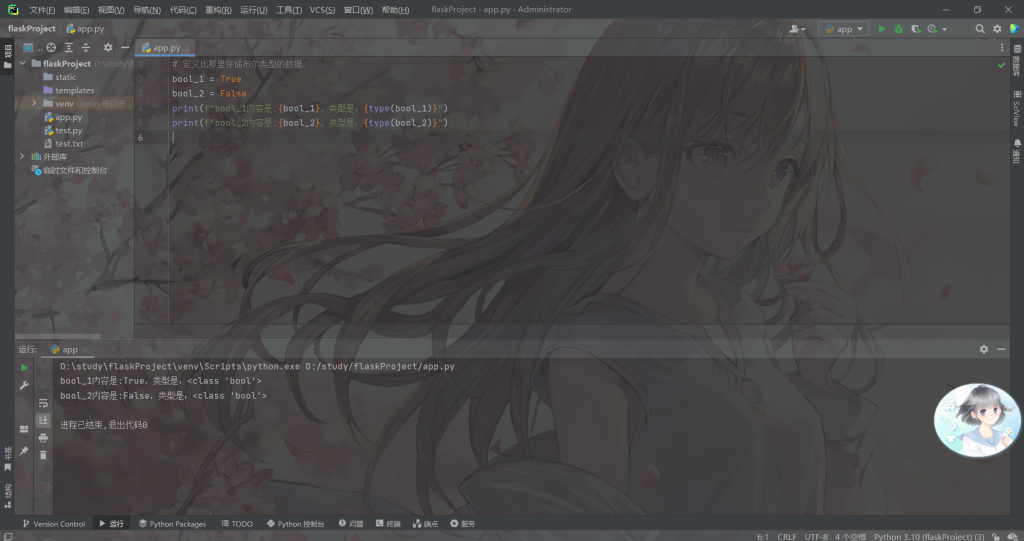 文件(F) 编辑(E) 视图(V) 导航(N) 代码(C) 重构(R) 运行(U) 工具(T) VCS(S) 窗口(W) 帮助(H) flaskProject - app.py - Administrator
flaskProject app.py app
app.py
项目
flaskProject D:\study\f
static
templates
venv library根目录
app.py
test.py
test.txt
外部库
临时文件和控制台
1 # 定义比那里存储布尔类型的数据
2 bool_1 = True
3 bool_2 = False
4 print(f"bool_1内容是:{bool_1}，类型是：{type(bool_1)}")
5 print(f"bool_2内容是:{bool_2}，类型是：{type(bool_2)}")
6
数据库
SciView
通知
运行: app
D:\study\flaskProject\venv\Scripts\python.exe D:/study/flaskProject/app.py
bool_1内容是:True，类型是：<class 'bool'>
bool_2内容是:False，类型是：<class 'bool'>
进程已结束,退出代码0
书签
结构
Version Control 运行 Python Packages TODO Python 控制台 问题 终端 端点 服务
6:1 CRLF UTF-8 4 个空格 Python 3.10 (flaskProject) (3)